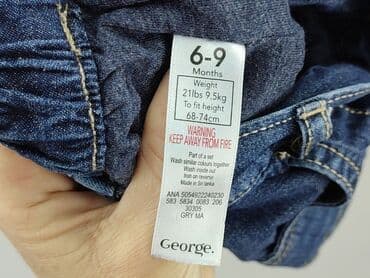 6-9
Months
Weight
21lbs 9.5kg
To fit height
68-74cm
WARNING
KEEP AWAY FROM FIRE
Part of a set
Wash similar colours together
Wash inside out
Iron on reverse
Made in Sri lanka
ANA 5054922240230
583 5834 0083 206
30305
GRY MA
George.